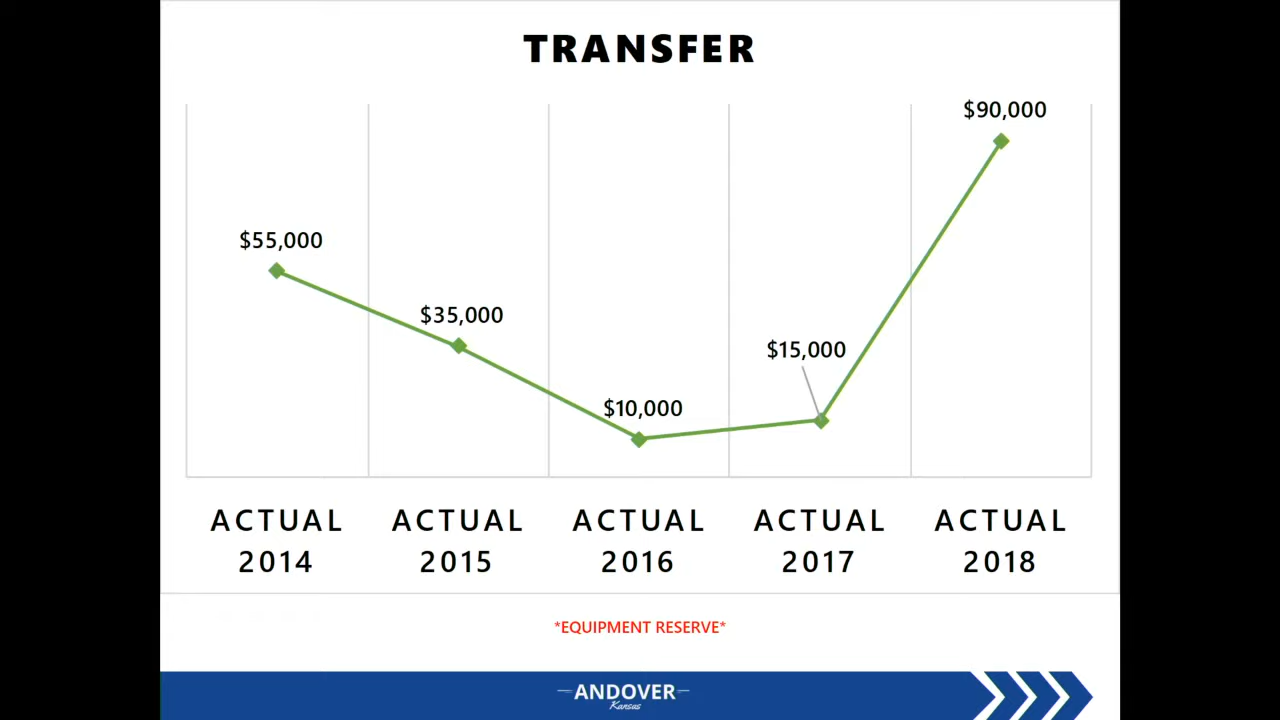 TRANSFER
$90,000
$55,000
$35,000
$15,000
$10,000
ACTUAL ACTUAL ACTUAL ACTUAL ACTUAL
2014 2015 2016 2017 2018
*EQUIPMENT RESERVE*
ANDOVER
Kansas